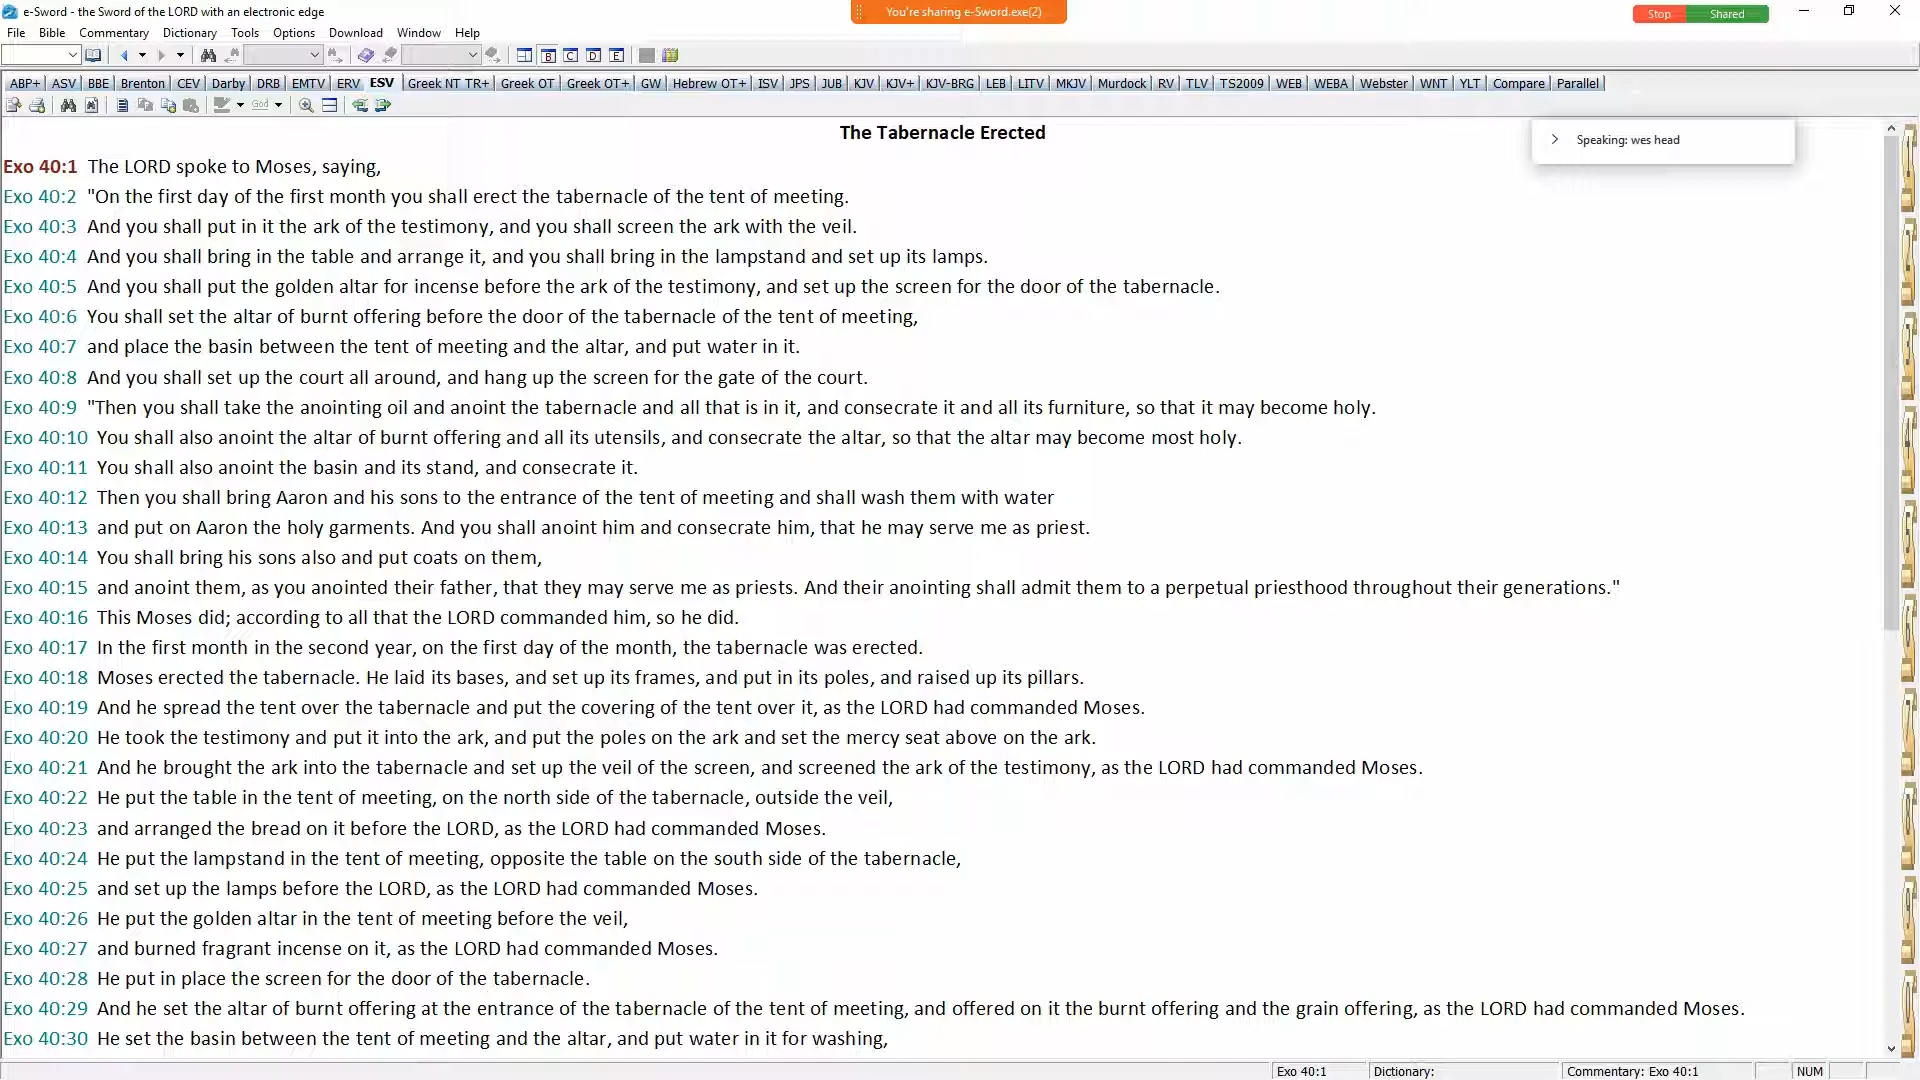 e-Sword - the Sword of the LORD with an electronic edge
You're sharing e-Sword.exe(2)
Stop Shared
File Bible Commentary Dictionary Tools Options Download Window Help
B C D E
ABP+ ASV BBE Brenton CEV Darby DRB EMTV ERV ESV Greek NT TR+ Greek OT Greek OT+ GW Hebrew OT+ ISV JPS JUB KJV KJV+ KJV-BRG LEB LITV MKJV Murdock RV TLV TS2009 WEB WEBA Webster WNT YLT Compare Parallel
God
The Tabernacle Erected
Speaking: wes head
Exo 40:1 The LORD spoke to Moses, saying,
Exo 40:2 "On the first day of the first month you shall erect the tabernacle of the tent of meeting.
Exo 40:3 And you shall put in it the ark of the testimony, and you shall screen the ark with the veil.
Exo 40:4 And you shall bring in the table and arrange it, and you shall bring in the lampstand and set up its lamps.
Exo 40:5 And you shall put the golden altar for incense before the ark of the testimony, and set up the screen for the door of the tabernacle.
Exo 40:6 You shall set the altar of burnt offering before the door of the tabernacle of the tent of meeting,
Exo 40:7 and place the basin between the tent of meeting and the altar, and put water in it.
Exo 40:8 And you shall set up the court all around, and hang up the screen for the gate of the court.
Exo 40:9 "Then you shall take the anointing oil and anoint the tabernacle and all that is in it, and consecrate it and all its furniture, so that it may become holy.
Exo 40:10 You shall also anoint the altar of burnt offering and all its utensils, and consecrate the altar, so that the altar may become most holy.
Exo 40:11 You shall also anoint the basin and its stand, and consecrate it.
Exo 40:12 Then you shall bring Aaron and his sons to the entrance of the tent of meeting and shall wash them with water
Exo 40:13 and put on Aaron the holy garments. And you shall anoint him and consecrate him, that he may serve me as priest.
Exo 40:14 You shall bring his sons also and put coats on them,
Exo 40:15 and anoint them, as you anointed their father, that they may serve me as priests. And their anointing shall admit them to a perpetual priesthood throughout their generations."
Exo 40:16 This Moses did; according to all that the LORD commanded him, so he did.
Exo 40:17 In the first month in the second year, on the first day of the month, the tabernacle was erected.
Exo 40:18 Moses erected the tabernacle. He laid its bases, and set up its frames, and put in its poles, and raised up its pillars.
Exo 40:19 And he spread the tent over the tabernacle and put the covering of the tent over it, as the LORD had commanded Moses.
Exo 40:20 He took the testimony and put it into the ark, and put the poles on the ark and set the mercy seat above on the ark.
Exo 40:21 And he brought the ark into the tabernacle and set up the veil of the screen, and screened the ark of the testimony, as the LORD had commanded Moses.
Exo 40:22 He put the table in the tent of meeting, on the north side of the tabernacle, outside the veil,
Exo 40:23 and arranged the bread on it before the LORD, as the LORD had commanded Moses.
Exo 40:24 He put the lampstand in the tent of meeting, opposite the table on the south side of the tabernacle,
Exo 40:25 and set up the lamps before the LORD, as the LORD had commanded Moses.
Exo 40:26 He put the golden altar in the tent of meeting before the veil,
Exo 40:27 and burned fragrant incense on it, as the LORD had commanded Moses.
Exo 40:28 He put in place the screen for the door of the tabernacle.
Exo 40:29 And he set the altar of burnt offering at the entrance of the tabernacle of the tent of meeting, and offered on it the burnt offering and the grain offering, as the LORD had commanded Moses.
Exo 40:30 He set the basin between the tent of meeting and the altar, and put water in it for washing,
Exo 40:1 Dictionary: Commentary: Exo 40:1 NUM